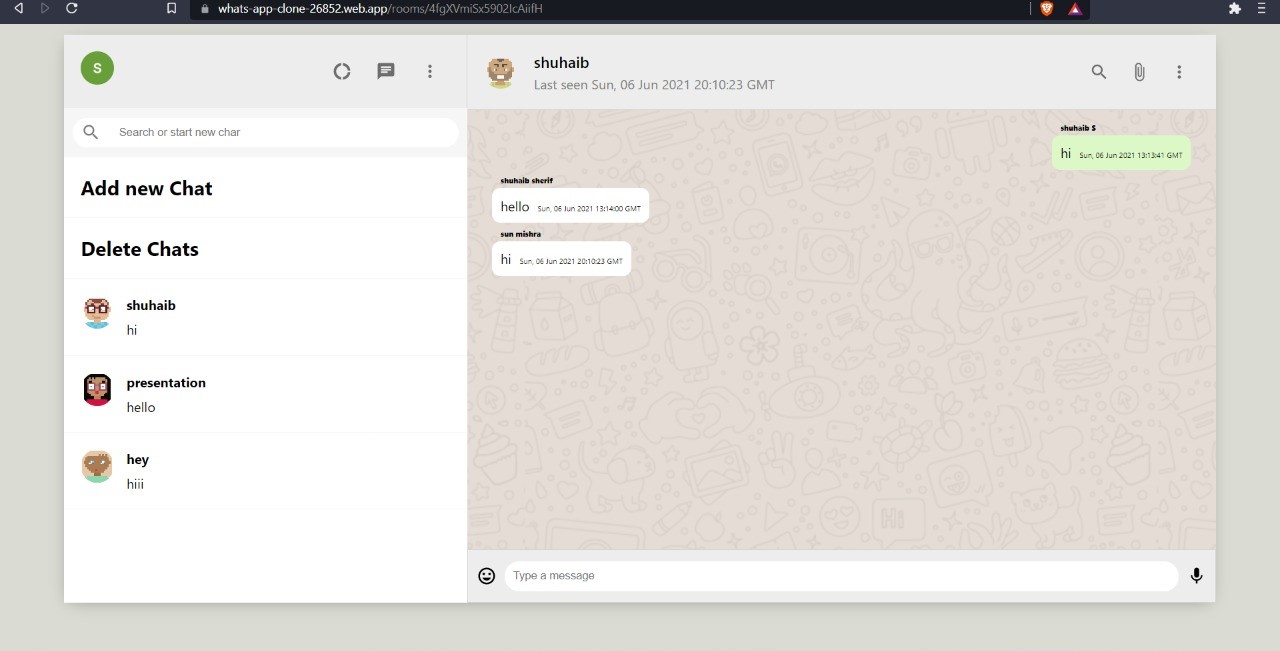 whats-app-clone-26852.web.app/rooms/4fgXVmiSx5902IcAiifH
S
shuhaib
Last seen Sun, 06 Jun 2021 20:10:23 GMT
Search or start new char
Add new Chat
Delete Chats
shuhaib
hi
presentation
hello
hey
hiii
shuhaib S
hi Sun, 06 Jun 2021 13:13:41 GMT
shuhaib sherif
hello Sun, 06 Jun 2021 13:14:00 GMT
sun mishra
hi Sun, 06 Jun 2021 20:10:23 GMT
Hi
Type a message